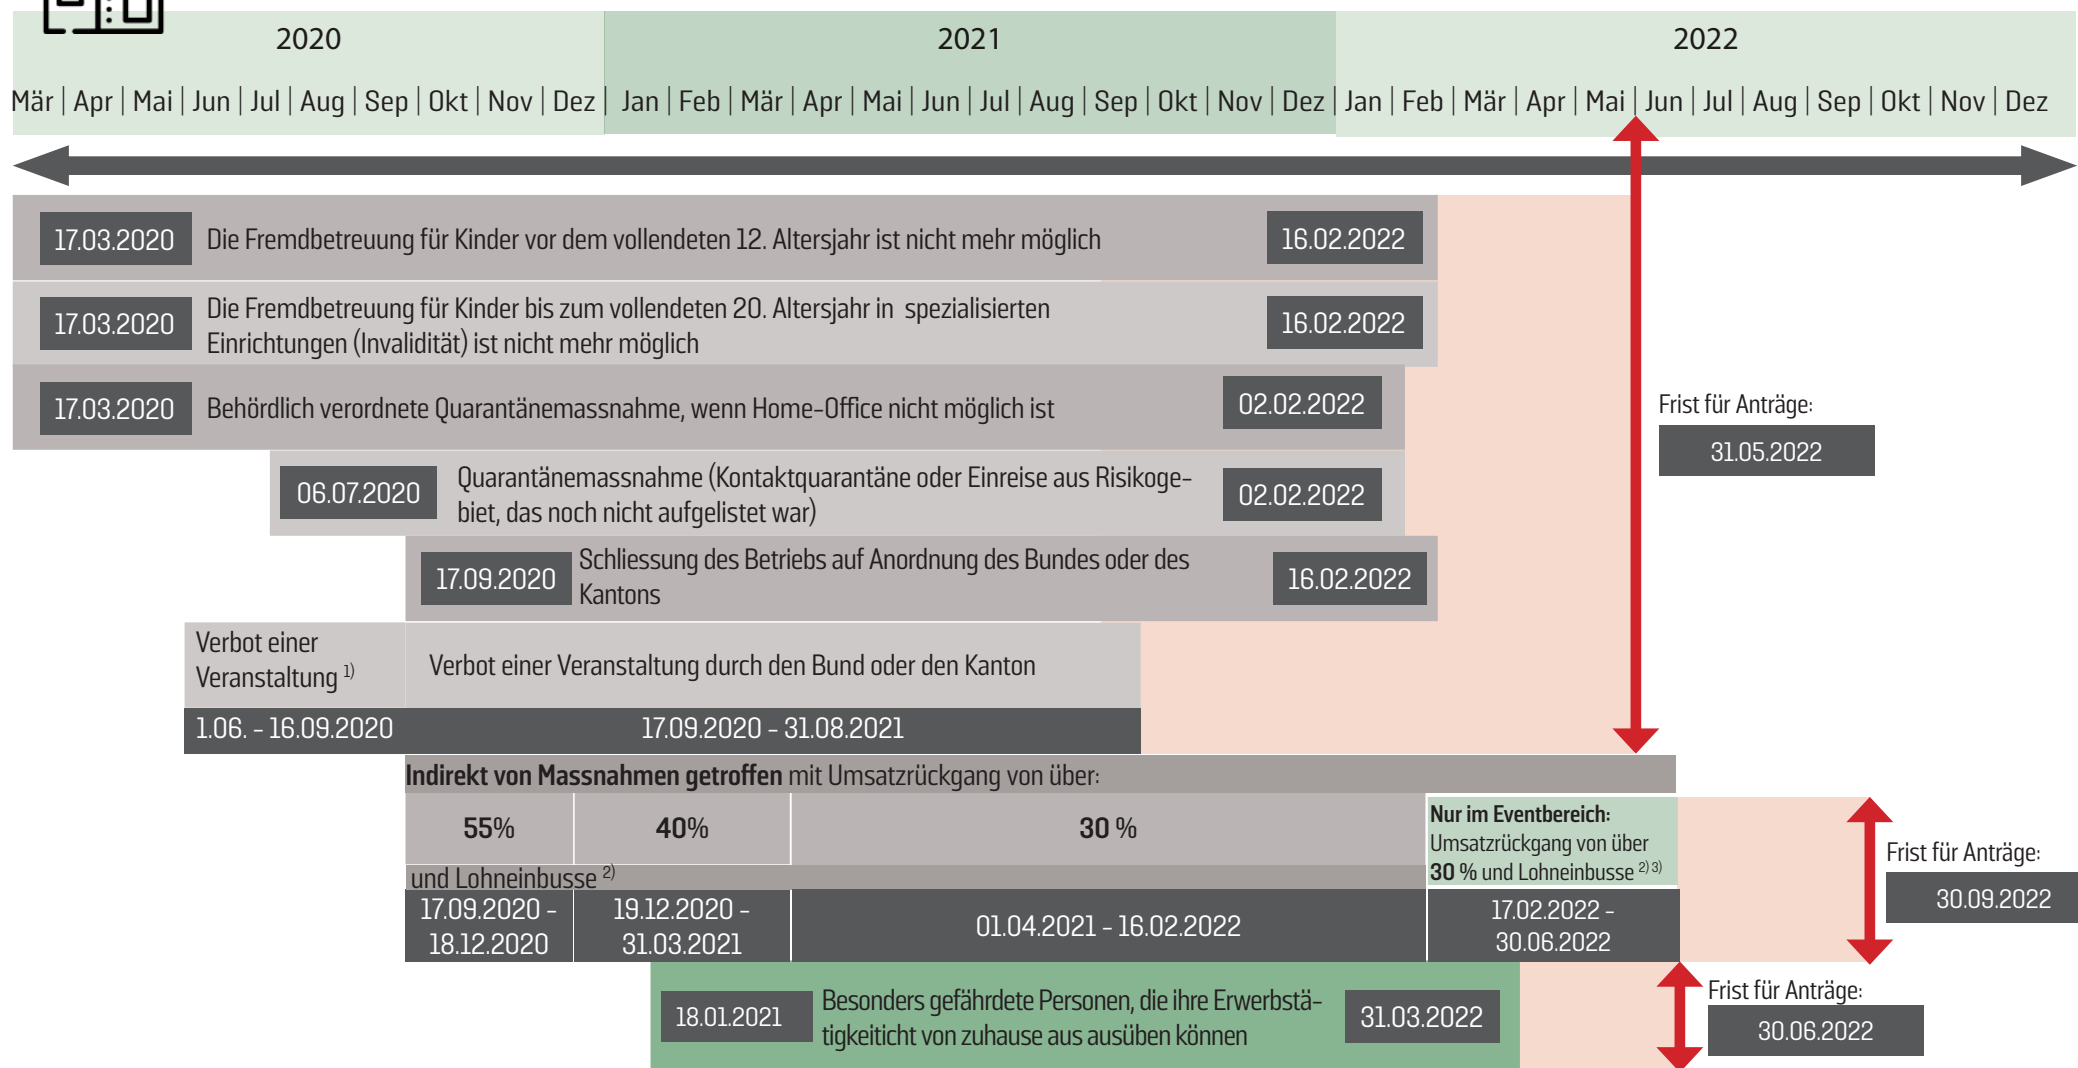 2020 2021 2022
Mär | Apr | Mai | Jun | Jul | Aug | Sep | Okt | Nov | Dez | Jan | Feb | Mär | Apr | Mai | Jun | Jul | Aug | Sep | Okt | Nov | Dez | Jan | Feb | Mär | Apr | Mai | Jun | Jul | Aug | Sep | Okt | Nov | Dez
17.03.2020 Die Fremdbetreuung für Kinder vor dem vollendeten 12. Altersjahr ist nicht mehr möglich 16.02.2022
17.03.2020
Die Fremdbetreuung für Kinder bis zum vollendeten 20. Altersjahr in spezialisierten
Einrichtungen (Invalidität) ist nicht mehr möglich
16.02.2022
17.03.2020 Behördlich verordnete Quarantänemassnahme, wenn Home-Office nicht möglich ist 02.02.2022
Frist für Anträge:
31.05.2022
06.07.2020
Quarantänemassnahme (Kontaktquarantäne oder Einreise aus Risikoge-
biet, das noch nicht aufgelistet war)
02.02.2022
17.09.2020
Schliessung des Betriebs auf Anordnung des Bundes oder des
Kantons
16.02.2022
Verbot einer
Veranstaltung 1)
Verbot einer Veranstaltung durch den Bund oder den Kanton
1.06. - 16.09.2020 17.09.2020 - 31.08.2021
Indirekt von Massnahmen getroffen mit Umsatzrückgang von über:
55% 40% 30 %
und Lohneinbusse 2)
Nur im Eventbereich:
Umsatzrückgang von über
30 % und Lohneinbusse 2) 3)
17.09.2020 -
18.12.2020
19.12.2020 -
31.03.2021
01.04.2021 - 16.02.2022
17.02.2022 -
30.06.2022
Frist für Anträge:
30.09.2022
18.01.2021
Besonders gefährdete Personen, die ihre Erwerbstä-
tigkeiticht von zuhause aus ausüben können
31.03.2022
Frist für Anträge:
30.06.2022